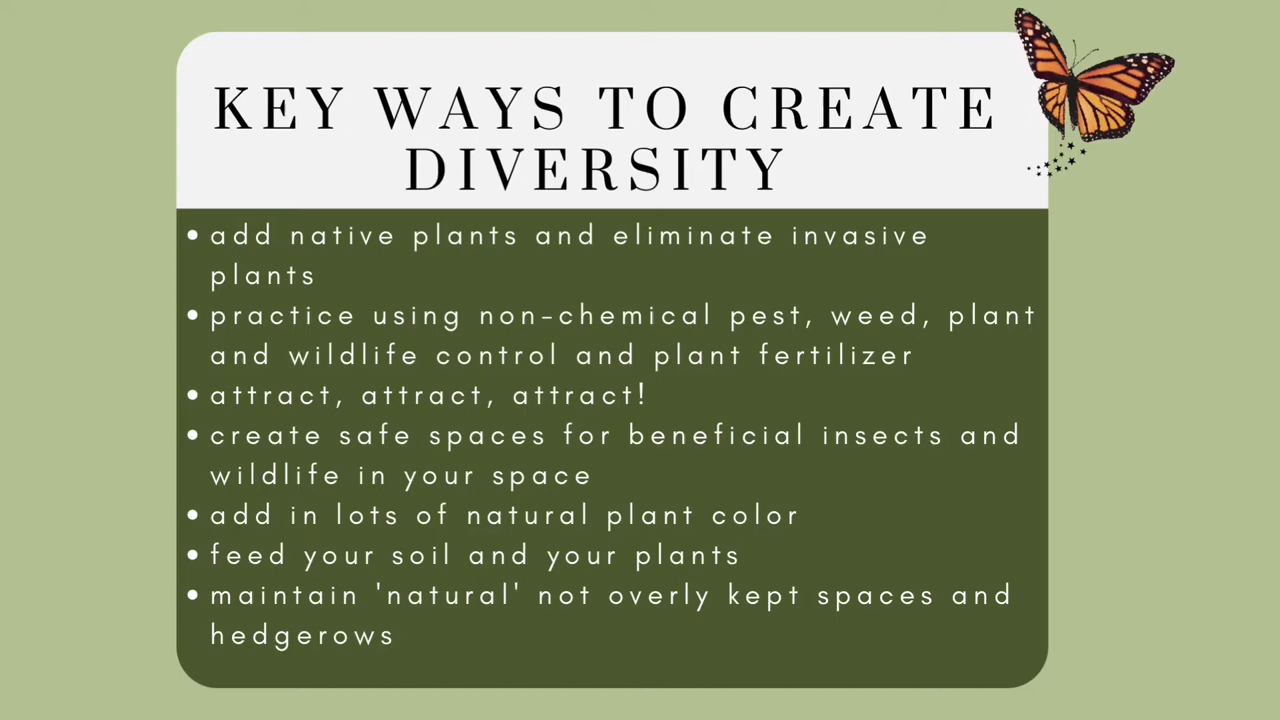 KEY WAYS TO CREATE
DIVERSITY
• add native plants and eliminate invasive
plants
• practice using non-chemical pest, weed, plant
and wildlife control and plant fertilizer
• attract, attract, attract!
• create safe spaces for beneficial insects and
wildlife in your space
• add in lots of natural plant color
• feed your soil and your plants
• maintain 'natural' not overly kept spaces and
hedgerows